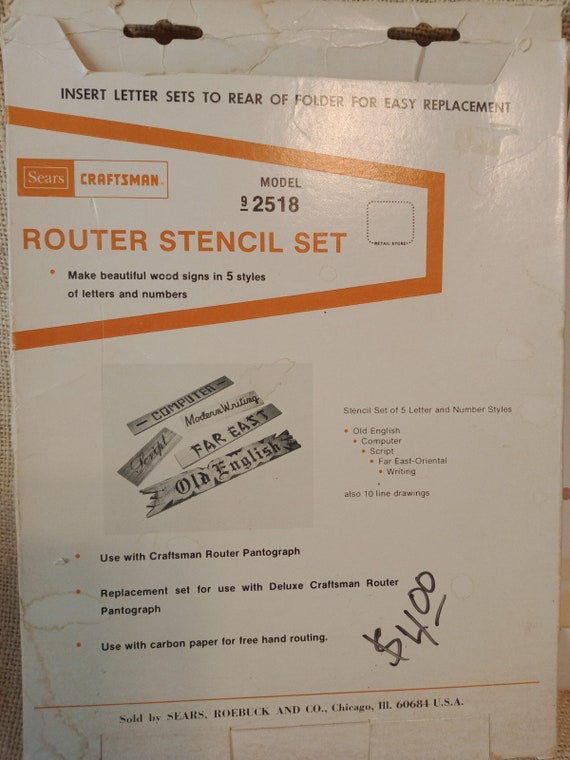 INSERT LETTER SETS TO REAR OF FOLDER FOR EASY REPLACEMENT
Sears CRAFTSMAN
MODEL
9 2518
RETAIL STORE
ROUTER STENCIL SET
• Make beautiful wood signs in 5 styles
of letters and numbers
— COMPUTER —
Modern Writing
Script
FAR EAST
Old English
Stencil Set of 5 Letter and Number Styles
• Old English
• Computer
• Script
• Far East-Oriental
• Writing
•
also 10 line drawings
• Use with Craftsman Router Pantograph
• Replacement set for use with Deluxe Craftsman Router
Pantograph
• Use with carbon paper for free hand routing.
$4.00
Sold by SEARS, ROEBUCK AND CO., Chicago, Ill. 60684 U.S.A.